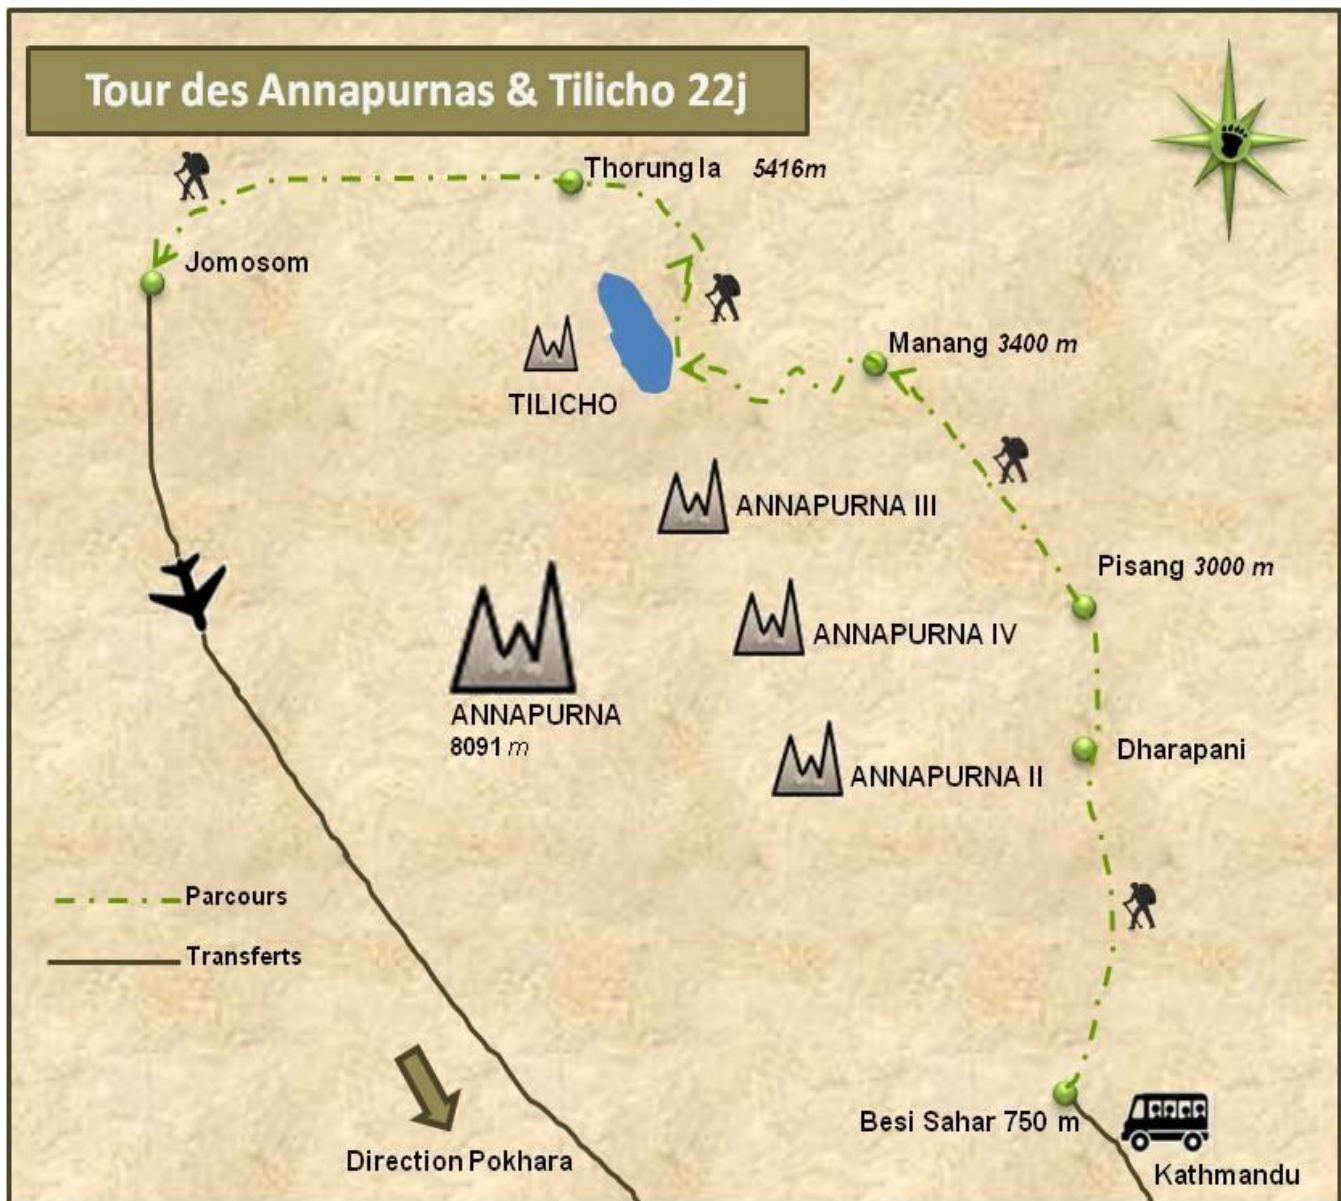 Tour des Annapurnas & Tilicho 22j
Thorung la 5416m
Jomosom
Manang 3400 m
TILICHO
ANNAPURNA III
Pisang 3000 m
ANNAPURNA IV
ANNAPURNA
8091 m
Dharapani
ANNAPURNA II
Parcours
Transferts
Besi Sahar 750 m
Direction Pokhara
Kathmandu